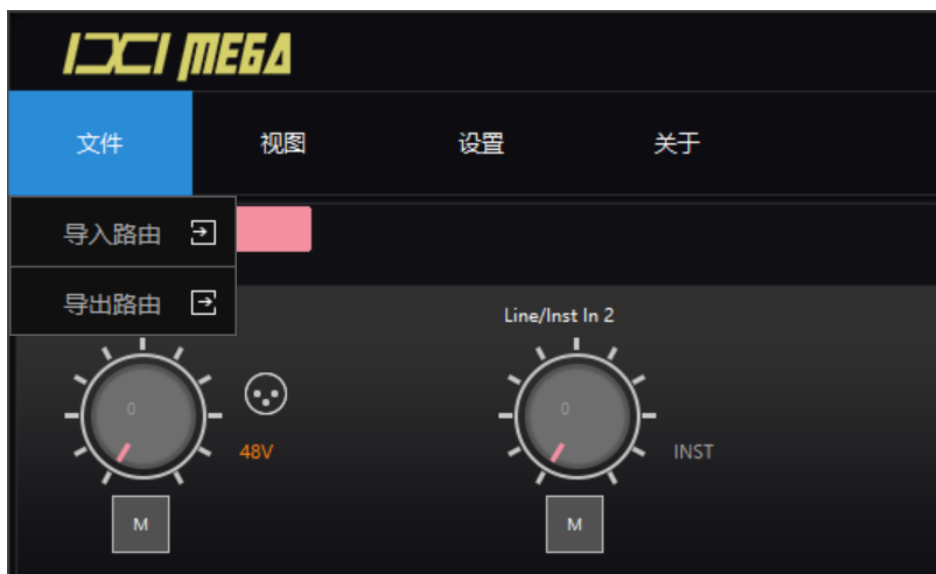 IXI MEGA
文件 视图 设置 关于
导入路由
导出路由
Line/Inst In 2
0 0
48V INST
M M